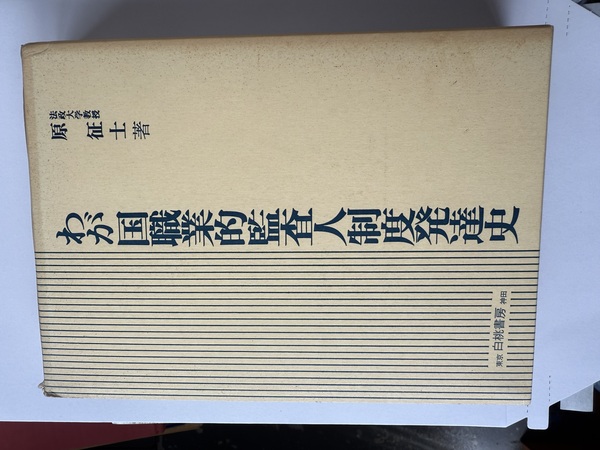 わが国職業的監査人制度発達史
法政大学教授
原 征士 著
東京 白桃書房 神田